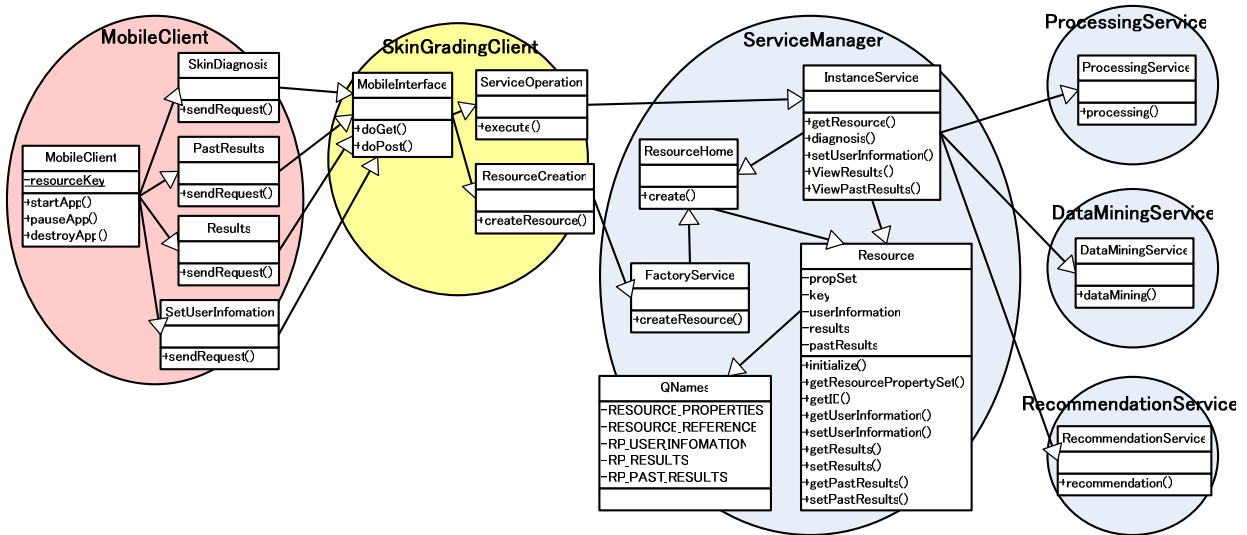 MobileClient
SkinDiagnosis
+sendRequest()
PastResults
+sendRequest()
MobileClient
-resourceKey
+startApp()
+pauseApp()
+destroyApp()
Results
+sendRequest()
SetUserInfomation
+sendRequest()
SkinGradingClient
MobileInterface
+doGet()
+doPost()
ServiceOperation
+execute()
ResourceCreation
+createResource()
ServiceManager
InstanceService
+getResource()
+diagnosis()
+setUserInformation()
+ViewResults()
+ViewPastResults()
ResourceHome
+create()
FactoryService
+createResource()
Resource
-propSet
-key
-userInformation
-results
-pastResults
+initialize()
+getResourcePropertySet()
+getID()
+getUserInformation()
+setUserInformation()
+getResults()
+setResults()
+getPastResults()
+setPastResults()
QNames
-RESOURCE_PROPERTIES
-RESOURCE_REFERENCE
-RP_USER_INFOMATION
-RP_RESULTS
-RP_PAST_RESULTS
ProcessingService
ProcessingService
+processing()
DataMiningService
DataMiningService
+dataMining()
RecommendationService
RecommendationService
+recommendation()